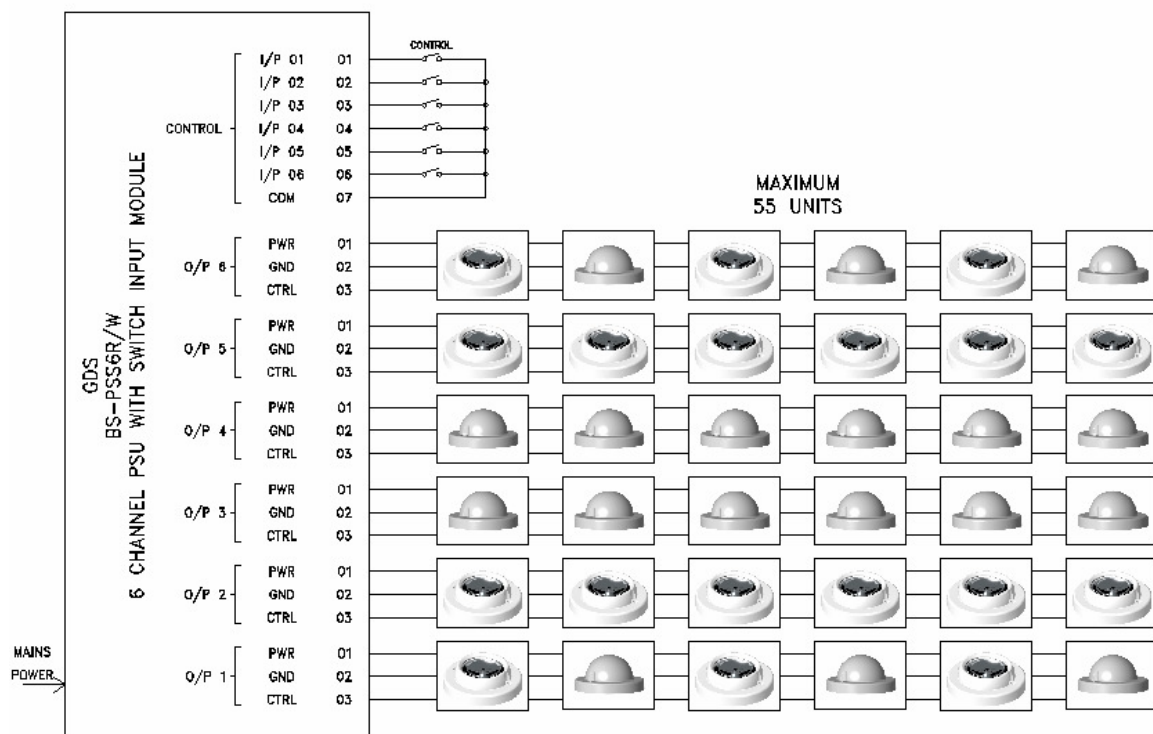 CONTROL
I/P 01 01
I/P 02 02
I/P 03 03
I/P 04 04
I/P 05 05
I/P 06 06
COM 07
CONTROL
MAXIMUM
55 UNITS
GDS
BS-PSS6R/W
6 CHANNEL PSU WITH SWITCH INPUT MODULE
O/P 6
PWR 01
GND 02
CTRL 03
O/P 5
PWR 01
GND 02
CTRL 03
O/P 4
PWR 01
GND 02
CTRL 03
O/P 3
PWR 01
GND 02
CTRL 03
O/P 2
PWR 01
GND 02
CTRL 03
O/P 1
PWR 01
GND 02
CTRL 03
MAINS
POWER